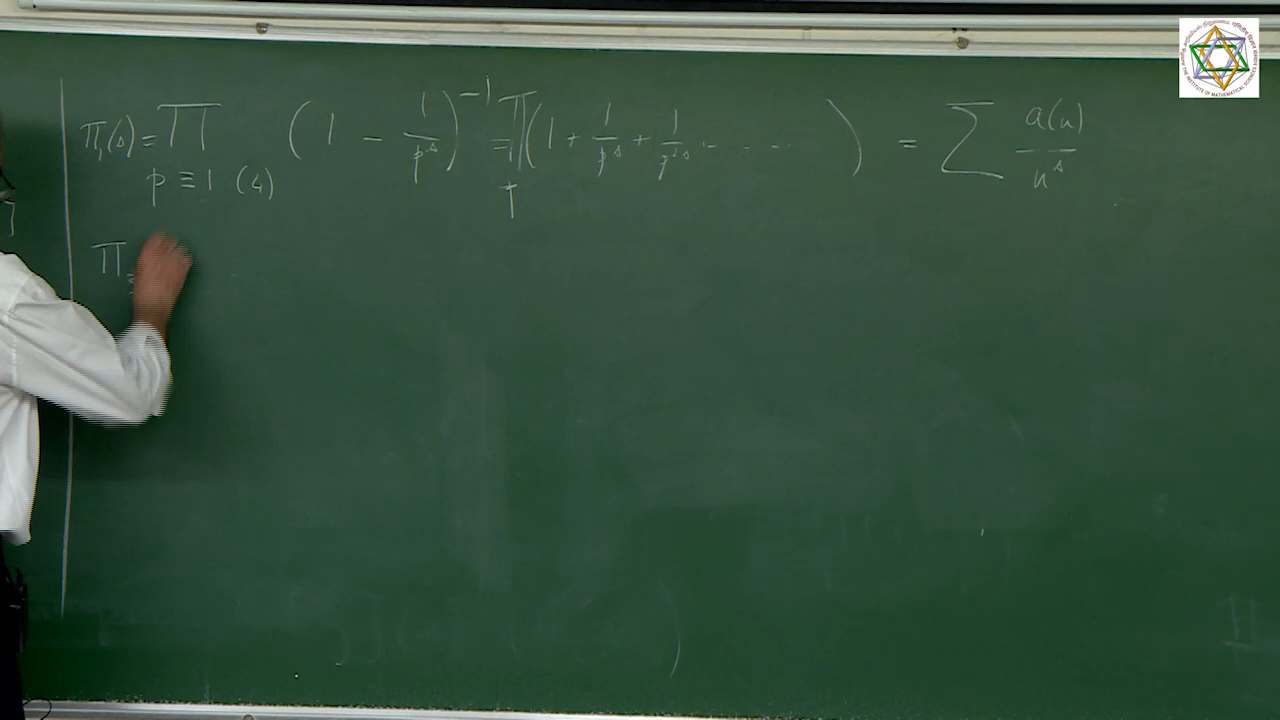 π₁(s) = ∏ (1 - 1/p^s)^-1 = ∏ (1 + 1/p^s + 1/p^2s . . . . . ) = ∑ a(n)/n^s
p ≡ 1 (4) p
∏